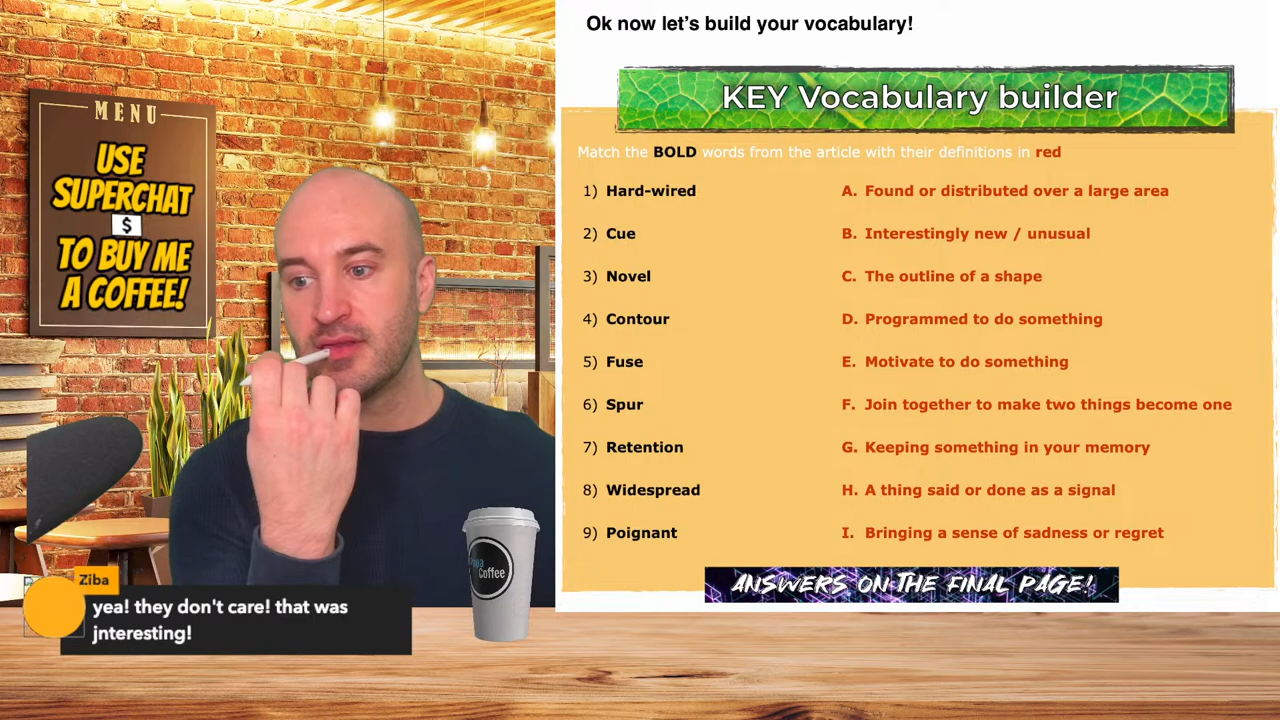 Ok now let's build your vocabulary!
KEY Vocabulary builder
Match the BOLD words from the article with their definitions in red
1) Hard-wired
A. Found or distributed over a large area
2) Cue
B. Interestingly new / unusual
3) Novel
C. The outline of a shape
4) Contour
D. Programmed to do something
5) Fuse
E. Motivate to do something
6) Spur
F. Join together to make two things become one
7) Retention
G. Keeping something in your memory
8) Widespread
H. A thing said or done as a signal
9) Poignant
I. Bringing a sense of sadness or regret
ANSWERS ON THE FINAL PAGE!
MENU
USE
SUPERCHAT
$
TO BUY ME
A COFFEE!
Coffee
Ziba
yea! they don't care! that was
jnteresting!